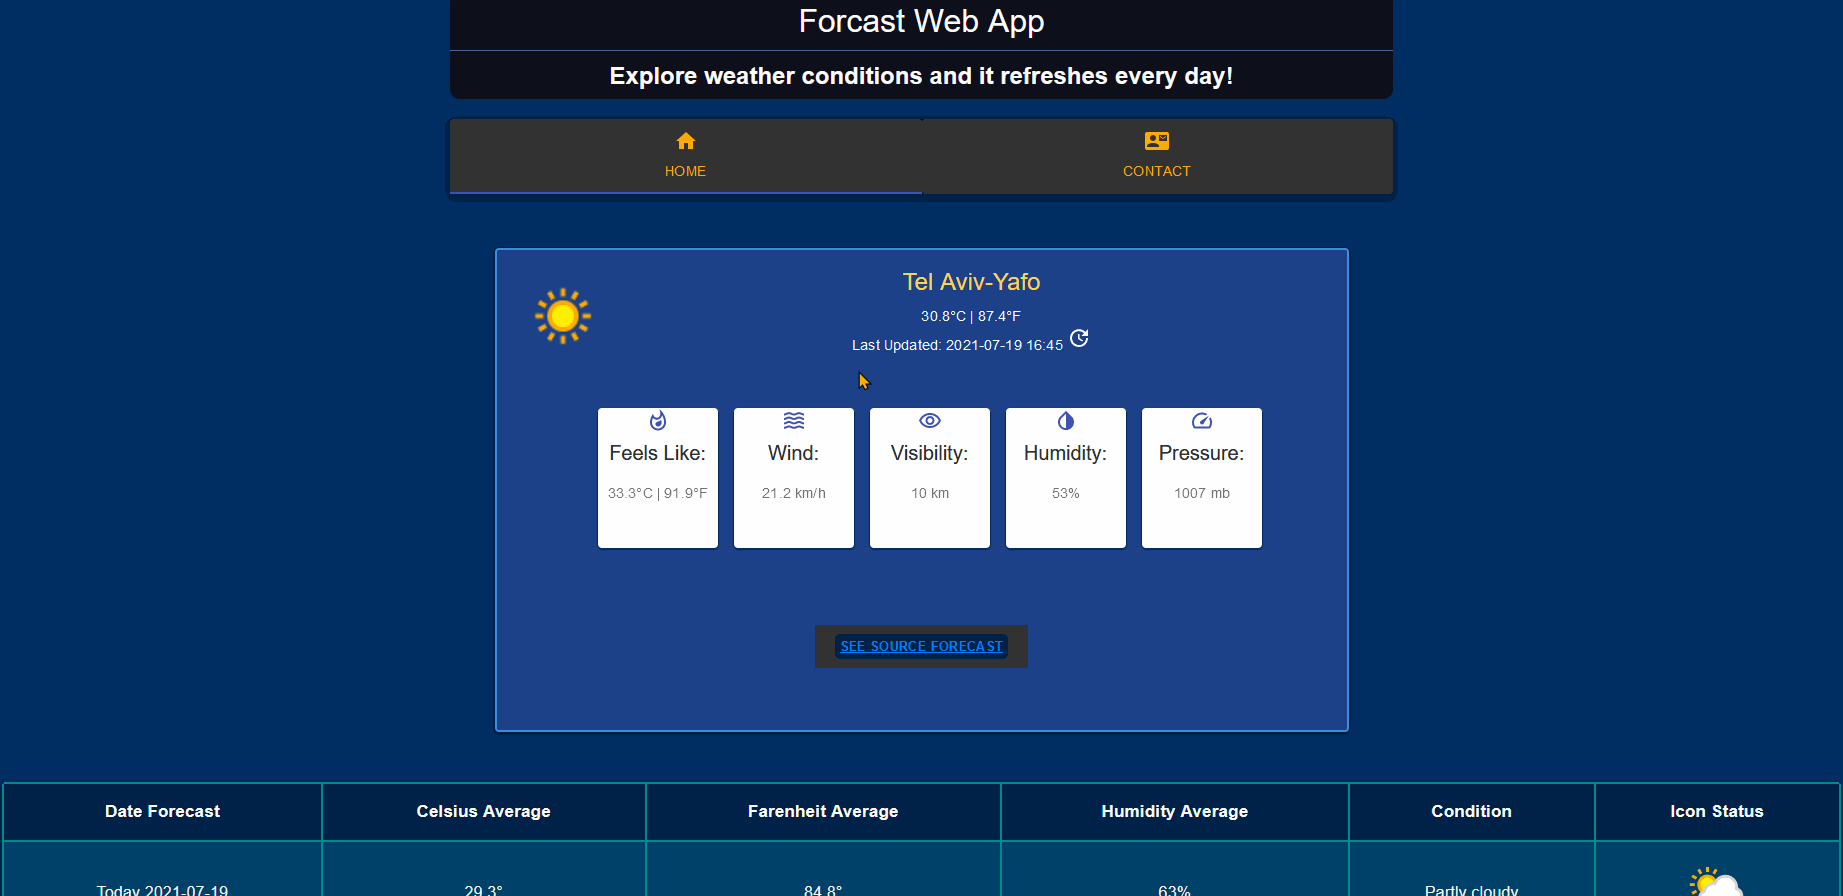 Forcast Web App
Explore weather conditions and it refreshes every day!
HOME CONTACT
Tel Aviv-Yafo
30.8°C | 87.4°F
Last Updated: 2021-07-19 16:45
Feels Like: Wind: Visibility: Humidity: Pressure:
33.3°C | 91.9°F 21.2 km/h 10 km 53% 1007 mb
SEE SOURCE FORECAST
Date Forecast Celsius Average Farenheit Average Humidity Average Condition Icon Status
Today 2021-07-19 29.3° 84.8° 63% Partly cloudy